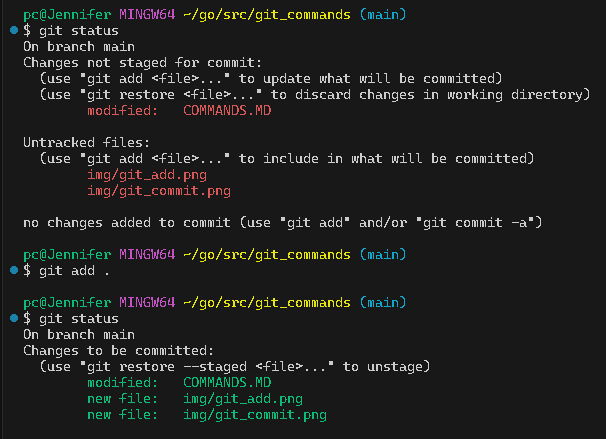 pc@Jennifer MINGW64 ~/go/src/git_commands (main)
$ git status
On branch main
Changes not staged for commit:
  (use "git add <file>..." to update what will be committed)
  (use "git restore <file>..." to discard changes in working directory)
        modified:   COMMANDS.MD

Untracked files:
  (use "git add <file>..." to include in what will be committed)
        img/git_add.png
        img/git_commit.png

no changes added to commit (use "git add" and/or "git commit -a")

pc@Jennifer MINGW64 ~/go/src/git_commands (main)
$ git add .

pc@Jennifer MINGW64 ~/go/src/git_commands (main)
$ git status
On branch main
Changes to be committed:
  (use "git restore --staged <file>..." to unstage)
        modified:   COMMANDS.MD
        new file:   img/git_add.png
        new file:   img/git_commit.png